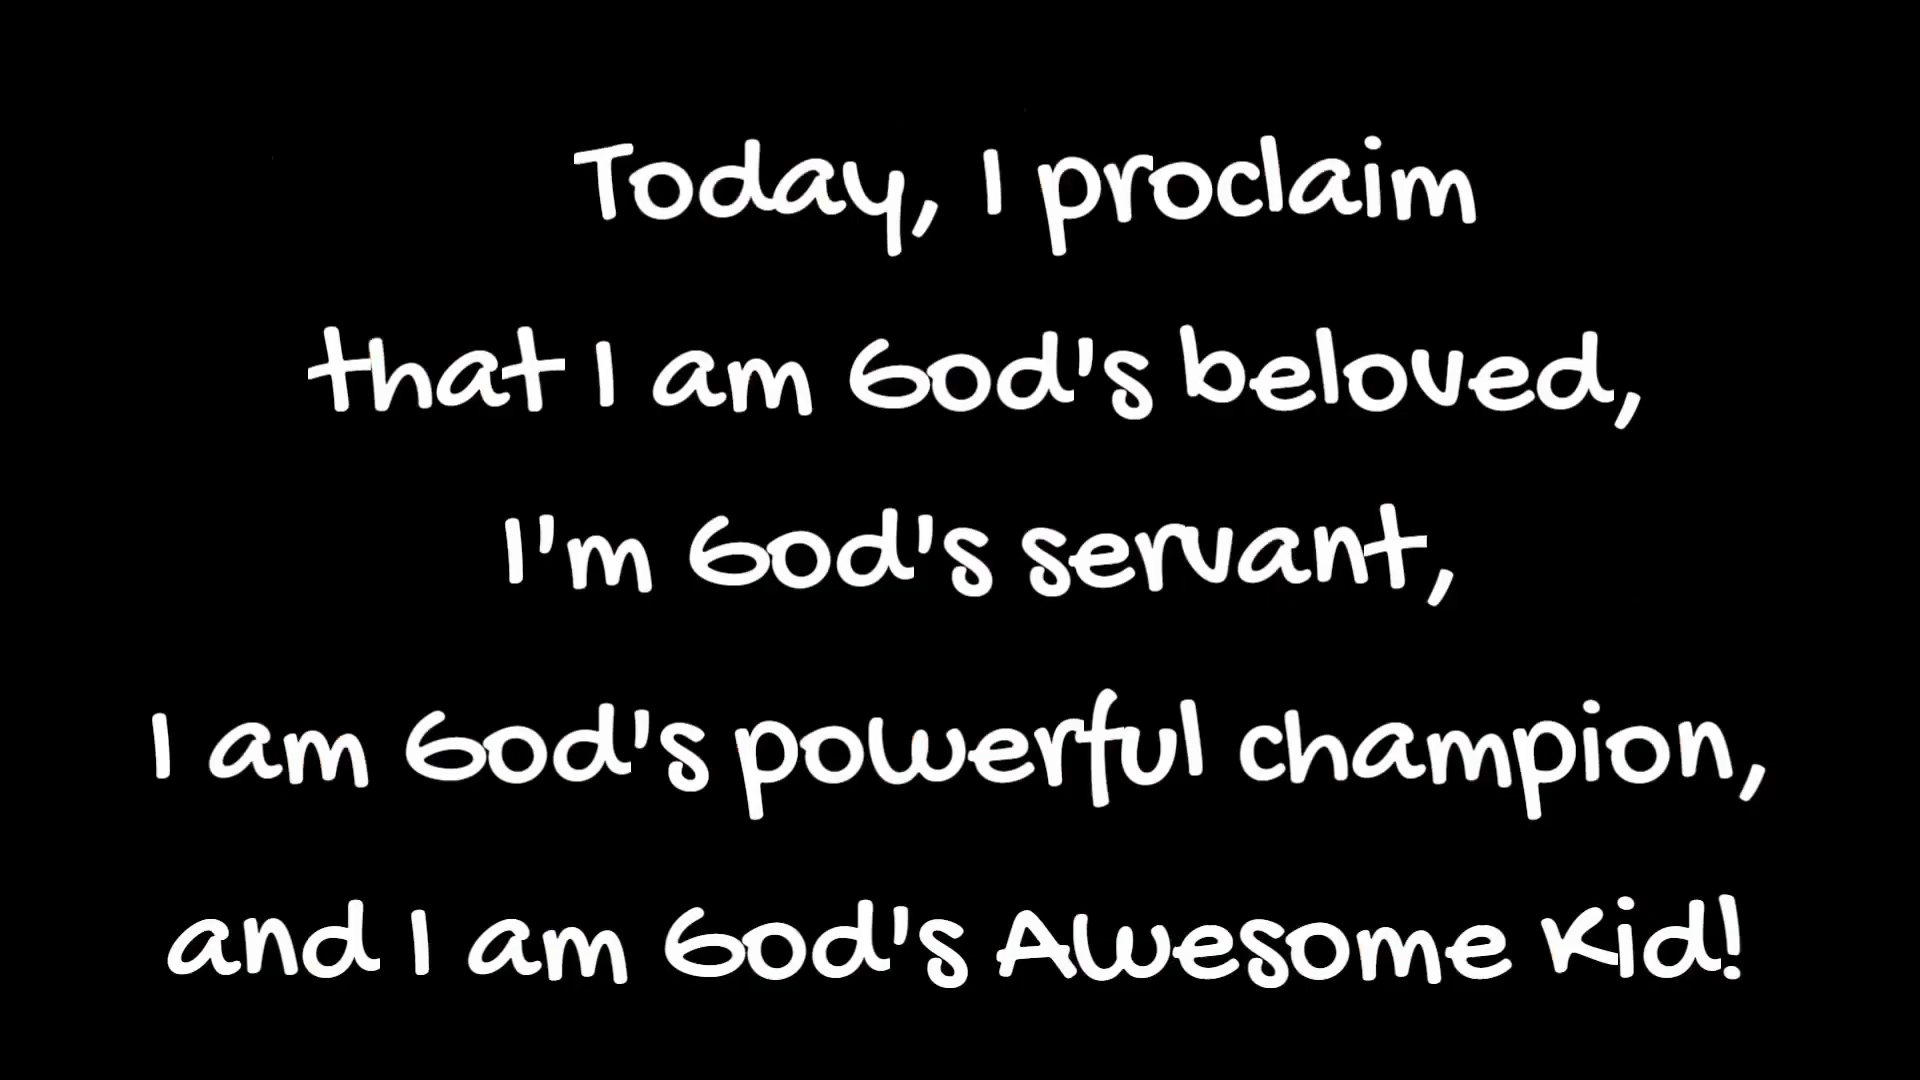 Today, I proclaim
that I am God's beloved,
I'm God's servant,
I am God's powerful champion,
and I am God's Awesome Kid!